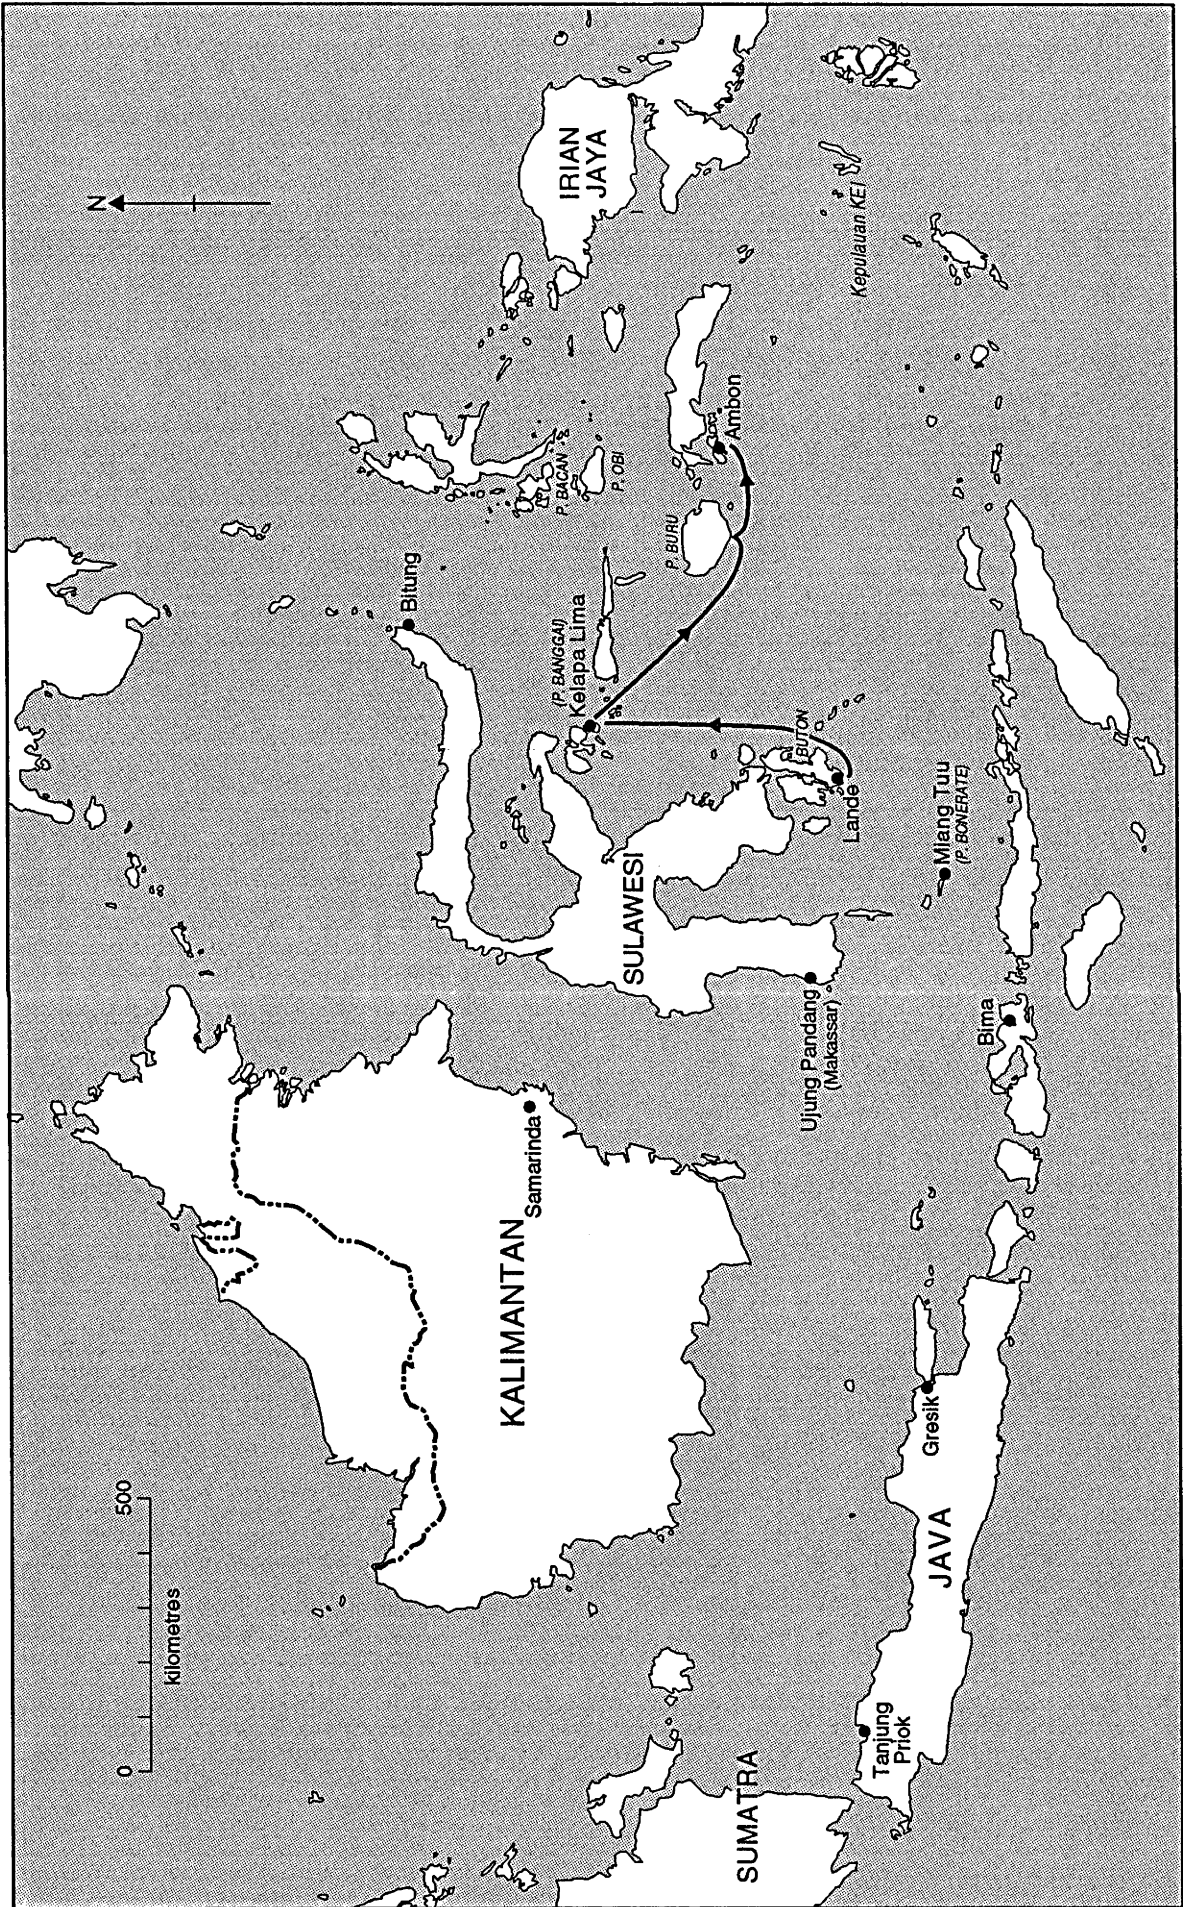 N
0
500
kilometres
IRIAN
JAYA
Kepulauan KEI
P. BACAN
P. OBI
Ambon
P. BURU
Bitung
(P. BANGGAI)
Kelapa Lima
BUTON
Lande
Miang Tuu
(P. BONERATE)
SULAWESI
Ujung Pandang
(Makassar)
Bima
Samarinda
KALIMANTAN
Gresik
JAVA
Tanjung
Priok
SUMATRA